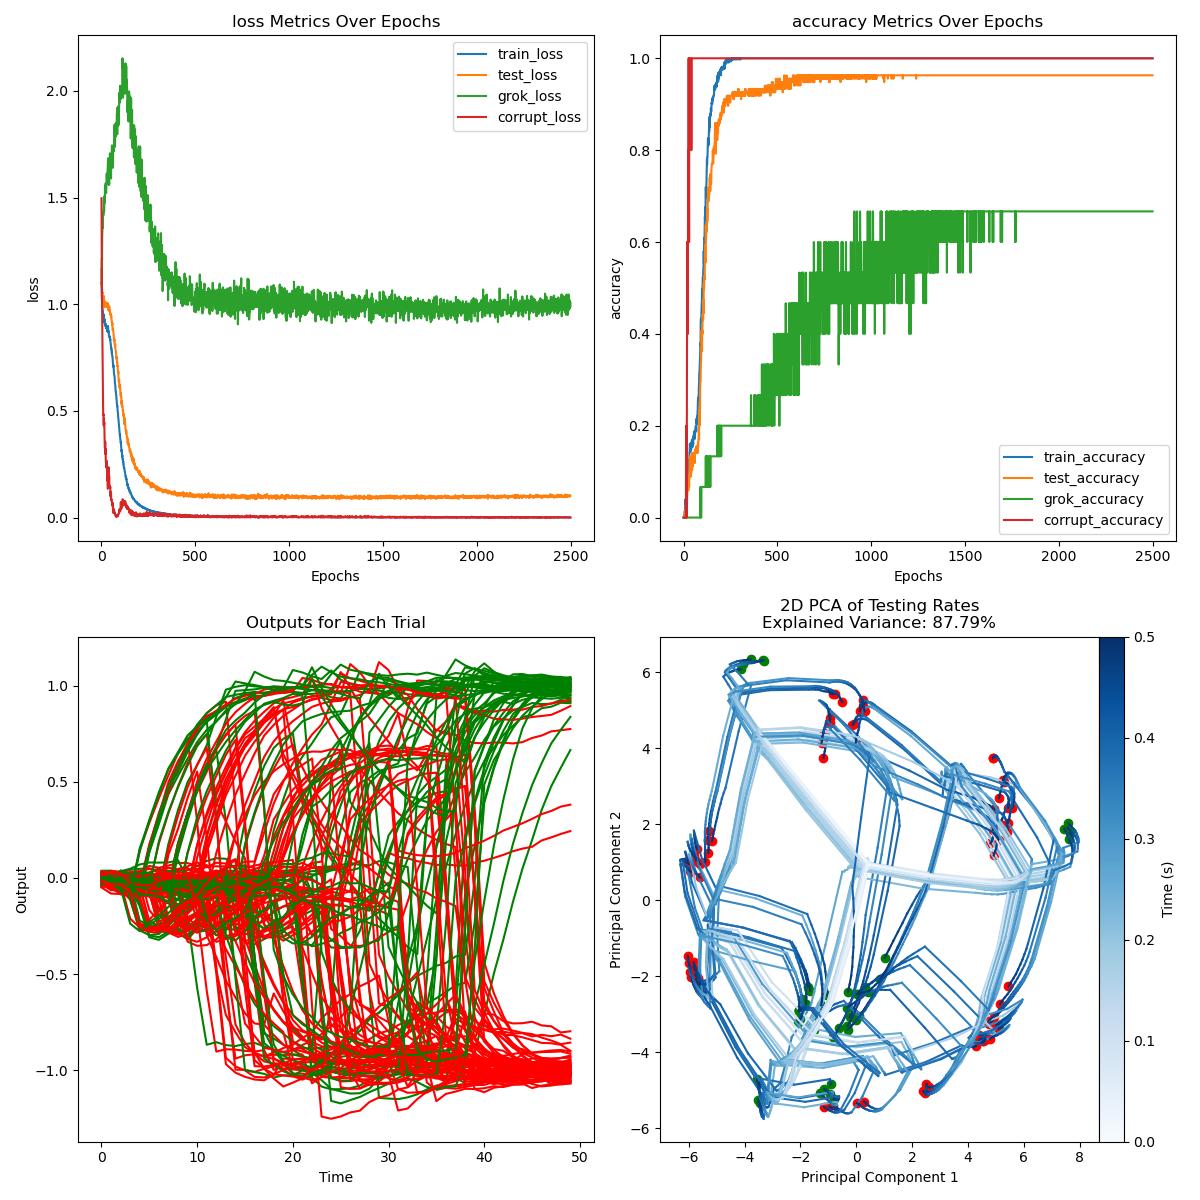 loss Metrics Over Epochs
2.0
1.5
1.0
0.5
0.0
loss
0
500
1000
1500
2000
2500
Epochs
train_loss
test_loss
grok_loss
corrupt_loss
accuracy Metrics Over Epochs
1.0
0.8
0.6
0.4
0.2
0.0
accuracy
0
500
1000
1500
2000
2500
Epochs
train_accuracy
test_accuracy
grok_accuracy
corrupt_accuracy
Outputs for Each Trial
1.0
0.5
0.0
−0.5
−1.0
Output
0
10
20
30
40
50
Time
2D PCA of Testing Rates
Explained Variance: 87.79%
6
4
2
0
−2
−4
−6
Principal Component 2
−6
−4
−2
0
2
4
6
8
Principal Component 1
0.5
0.4
0.3
0.2
0.1
0.0
Time (s)